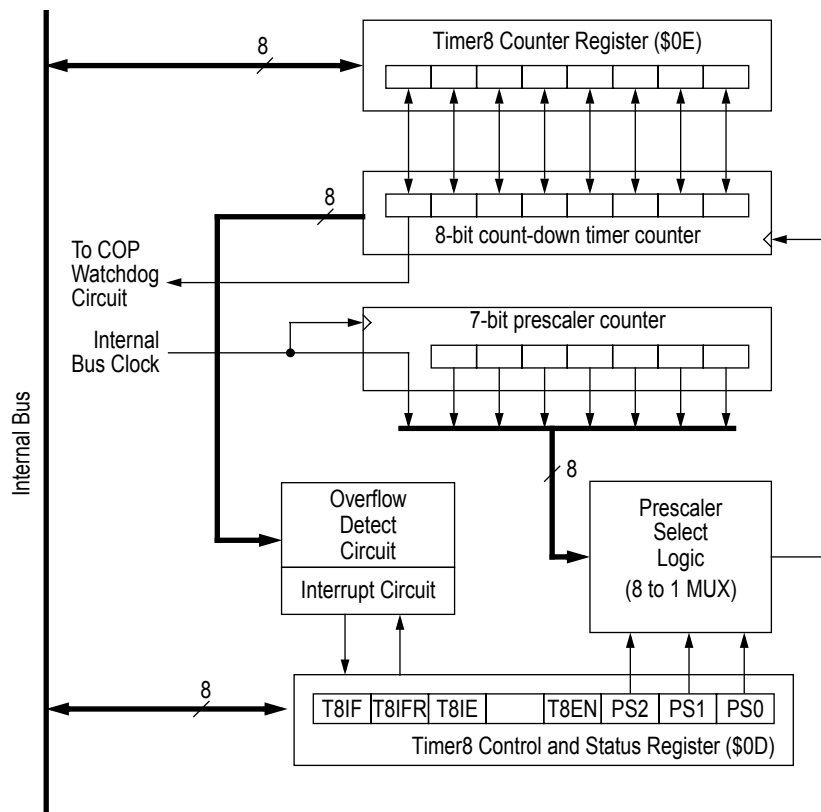 8
Timer8 Counter Register ($0E)
8
8-bit count-down timer counter
To COP
Watchdog
Circuit
7-bit prescaler counter
Internal
Bus Clock
Internal Bus
8
Overflow
Detect
Circuit
Interrupt Circuit
Prescaler
Select
Logic
(8 to 1 MUX)
8
T8IF T8IFR T8IE T8EN PS2 PS1 PS0
Timer8 Control and Status Register ($0D)